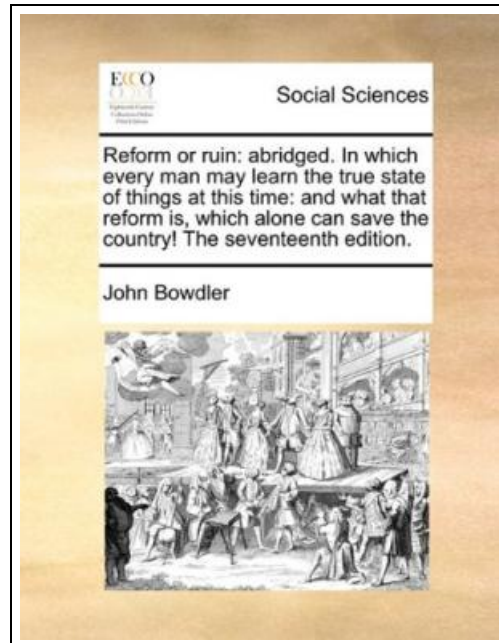 ECCO
Social Sciences
Reform or ruin: abridged. In which
every man may learn the true state
of things at this time: and what that
reform is, which alone can save the
country! The seventeenth edition.
John Bowdler